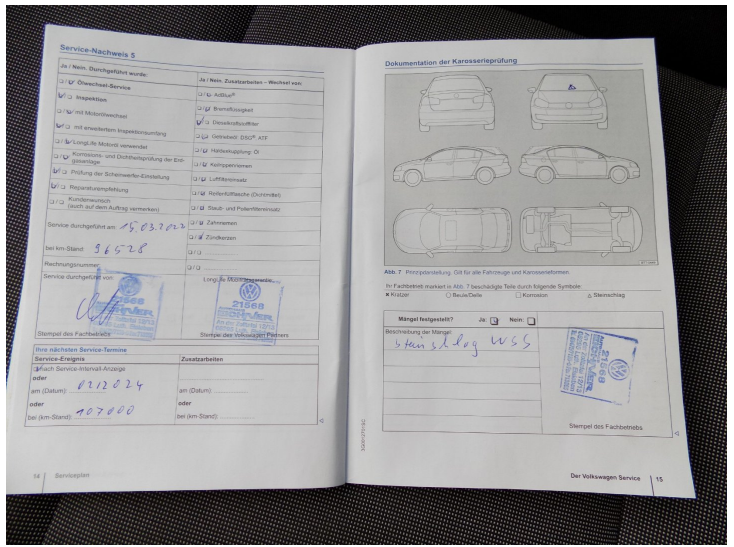 Service-Nachweis 5
Ja / Nein. Durchgeführt wurde:
Ölwechsel-Service
Inspektion
mit Motorölwechsel
mit erweitertem Inspektionsumfang
LongLife Motoröl verwendet
Korrosions- und Dichtheitsprüfung der Erdgasanlage
Prüfung der Scheinwerfer-Einstellung
Reparaturempfehlung
Kundenwunsch
(auch auf dem Auftrag vermerken)
Service durchgeführt am: 15.03.2022
bei km-Stand: 96528
Rechnungsnummer:
Service durchgeführt von:
Stempel des Fachbetriebs
Ja / Nein. Zusatzarbeiten – Wechsel von:
AdBlue®
Bremsflüssigkeit
Dieselkraftstofffilter
Getriebeöl: DSG®, ATF
Haldexkupplung: Öl
Keilrippenriemen
Luftfiltereinsatz
Reifenfüllflasche (Dichtmittel)
Staub- und Pollenfiltereinsatz
Zahnriemen
Zündkerzen
21568
Stempel des Volkswagen Partners
Ihre nächsten Service-Termine
Service-Ereignis
Zusatzarbeiten
nach Service-Intervall-Anzeige
oder
am (Datum):
am (Datum):
oder
oder
bei (km-Stand): 107000
bei (km-Stand):
14 | Serviceplan
Dokumentation der Karosserieprüfung
Abb. 7 Prinzipdarstellung. Gilt für alle Fahrzeuge und Karosserieformen.
Ihr Fachbetrieb markiert in Abb. 7 beschädigte Teile durch folgende Symbole:
Kratzer
Beule/Delle
Korrosion
Steinschlag
Mängel festgestellt? Ja: Nein:
Beschreibung der Mängel:
Steinschlag WSS
21568
Stempel des Fachbetriebs
Der Volkswagen Service | 15